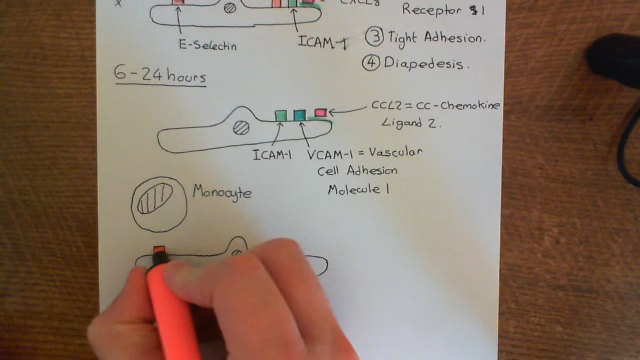 x
CXCL8
Receptor $1
E-Selectin
ICAM-1
③ Tight Adhesion.
④ Diapedesis.
6-24 hours
CCL2 = CC-Chemokine
Ligand 2.
ICAM-1
VCAM-1 = Vascular
Cell Adhesion
Molecule 1
Monocyte